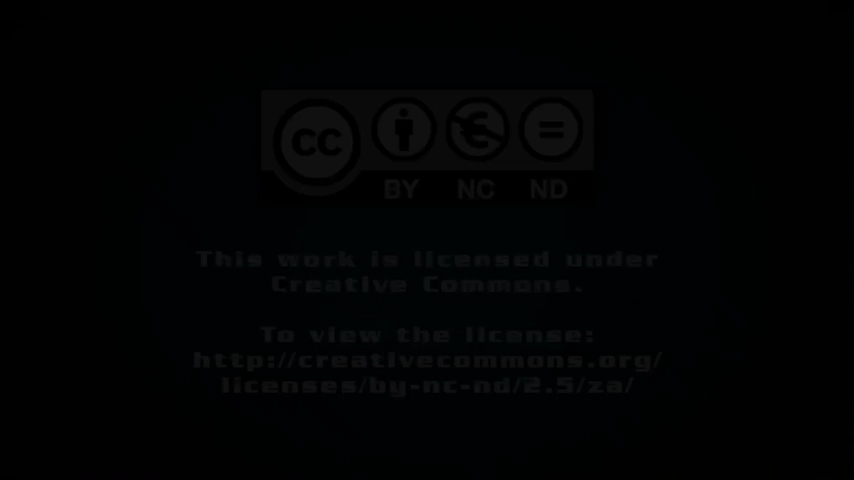 cc
BY NC ND
This work is licensed under
Creative Commons.
To view the license:
http://creativecommons.org/
licenses/by-nc-nd/2.5/za/